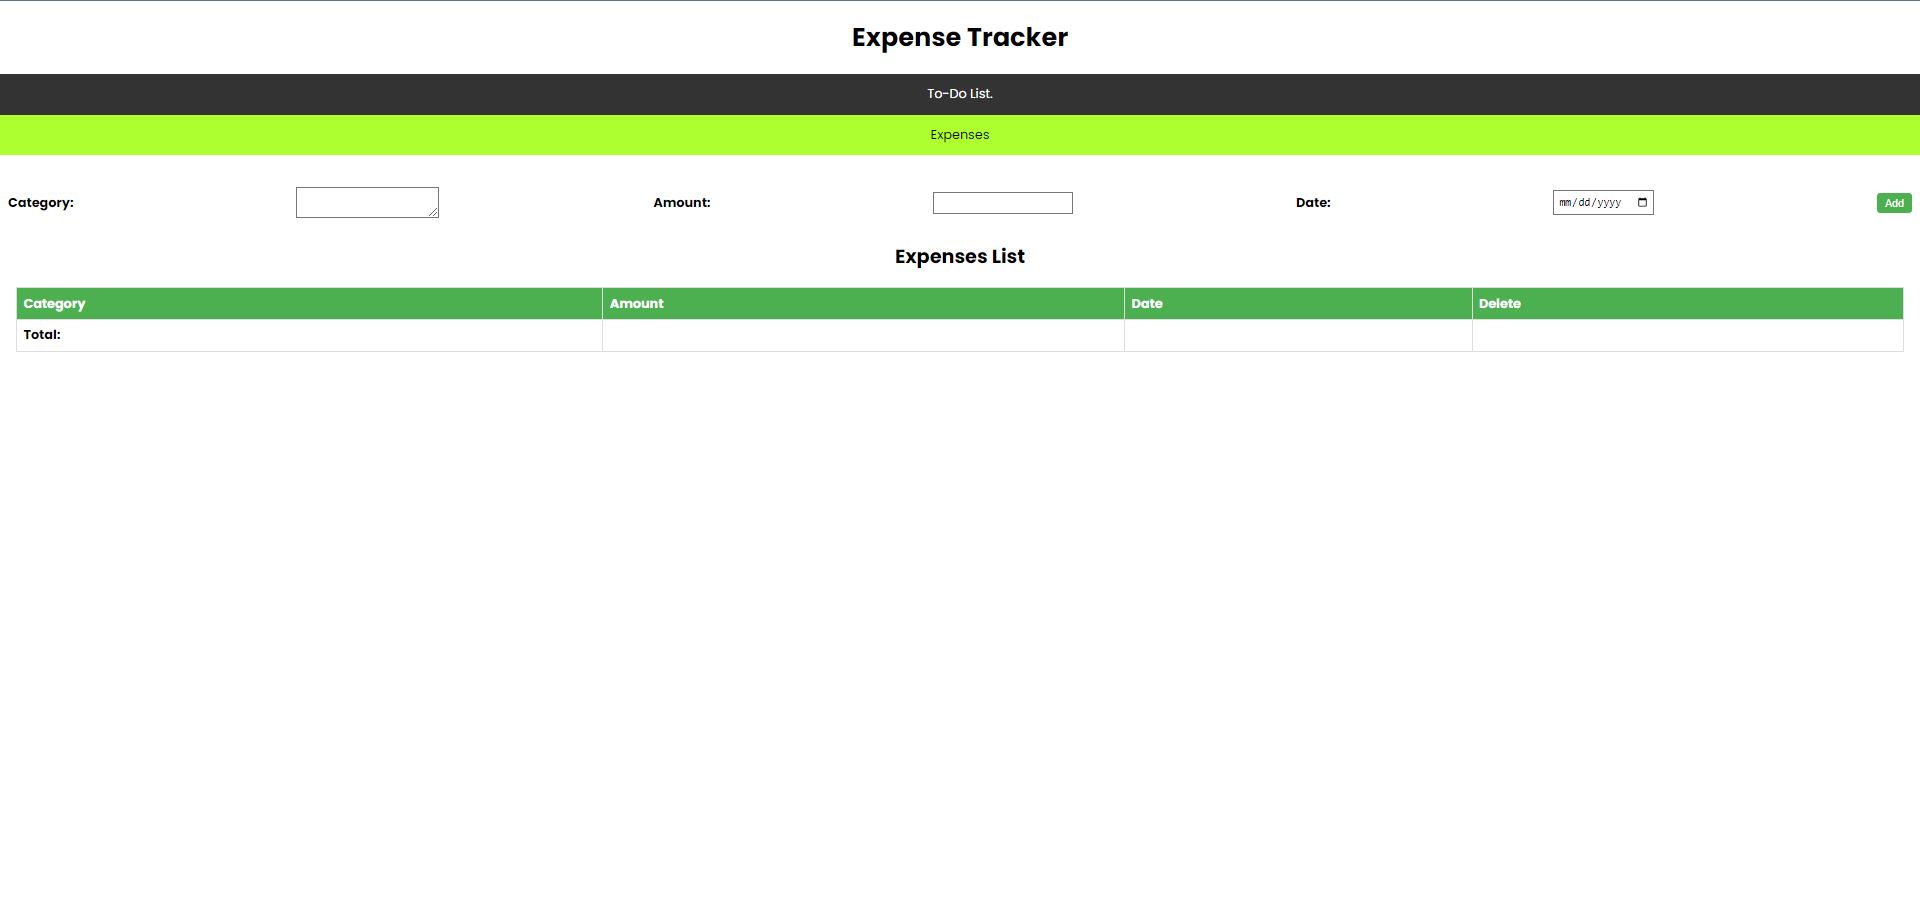 Expense Tracker
To-Do List.
Expenses
Category: Amount: Date: mm/dd/yyyy Add
Expenses List
Category Amount Date Delete
Total: